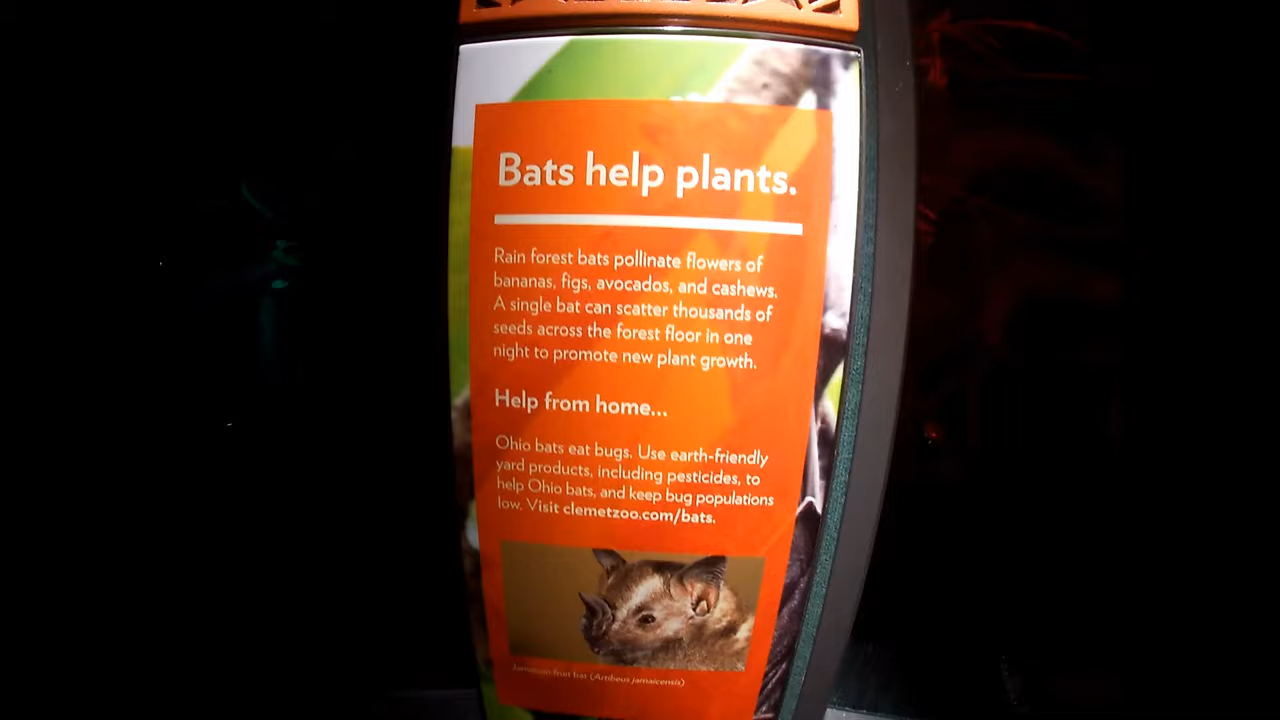 Bats help plants.
Rain forest bats pollinate flowers of
bananas, figs, avocados, and cashews.
A single bat can scatter thousands of
seeds across the forest floor in one
night to promote new plant growth.
Help from home...
Ohio bats eat bugs. Use earth-friendly
yard products, including pesticides, to
help Ohio bats, and keep bug populations
low. Visit clemetzoo.com/bats.
Jamaican fruit bat (Artibeus jamaicensis)